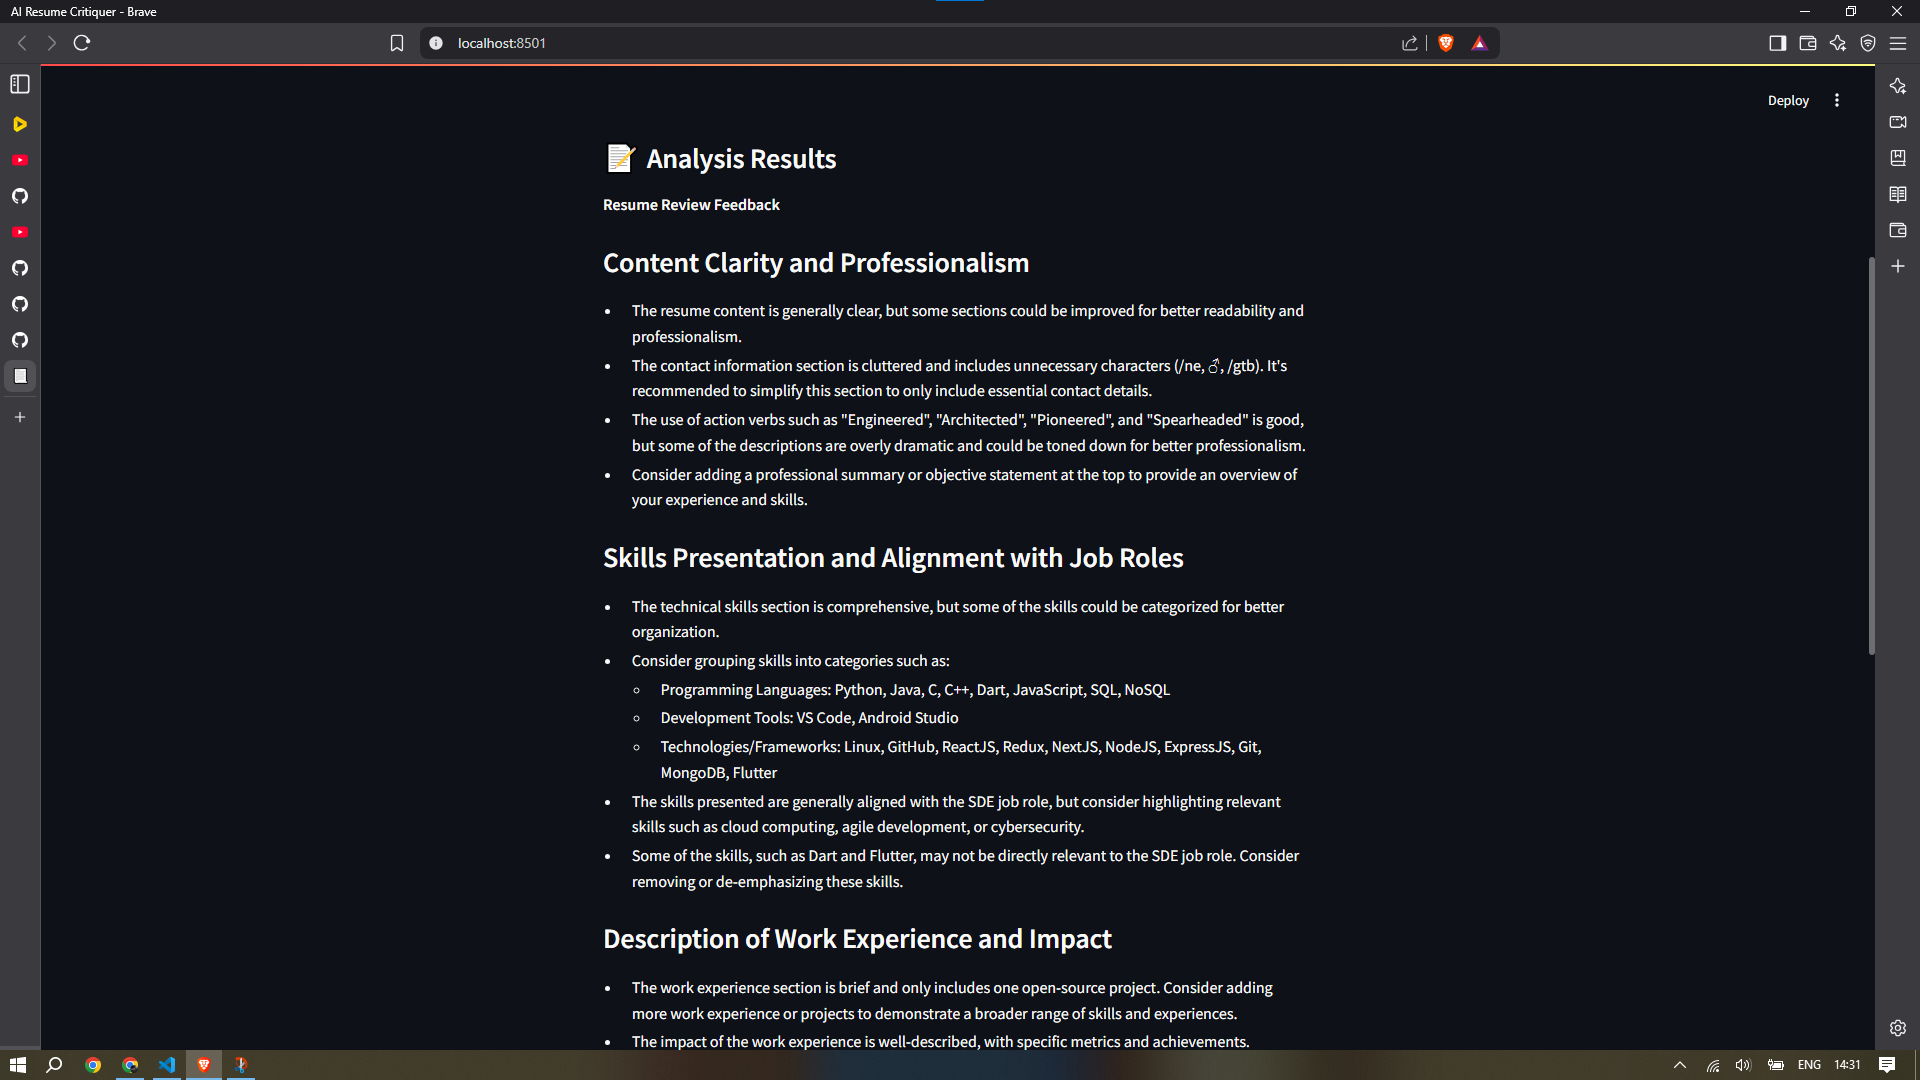 AI Resume Critiquer - Brave
localhost:8501
Deploy
Analysis Results
Resume Review Feedback
Content Clarity and Professionalism
• The resume content is generally clear, but some sections could be improved for better readability and
professionalism.
• The contact information section is cluttered and includes unnecessary characters (/ne, ♂, /gtb). It's
recommended to simplify this section to only include essential contact details.
• The use of action verbs such as "Engineered", "Architected", "Pioneered", and "Spearheaded" is good,
but some of the descriptions are overly dramatic and could be toned down for better professionalism.
• Consider adding a professional summary or objective statement at the top to provide an overview of
your experience and skills.
Skills Presentation and Alignment with Job Roles
• The technical skills section is comprehensive, but some of the skills could be categorized for better
organization.
• Consider grouping skills into categories such as:
◦ Programming Languages: Python, Java, C, C++, Dart, JavaScript, SQL, NoSQL
◦ Development Tools: VS Code, Android Studio
◦ Technologies/Frameworks: Linux, GitHub, ReactJS, Redux, NextJS, NodeJS, ExpressJS, Git,
MongoDB, Flutter
• The skills presented are generally aligned with the SDE job role, but consider highlighting relevant
skills such as cloud computing, agile development, or cybersecurity.
• Some of the skills, such as Dart and Flutter, may not be directly relevant to the SDE job role. Consider
removing or de-emphasizing these skills.
Description of Work Experience and Impact
• The work experience section is brief and only includes one open-source project. Consider adding
more work experience or projects to demonstrate a broader range of skills and experiences.
• The impact of the work experience is well-described, with specific metrics and achievements.
ENG 14:31